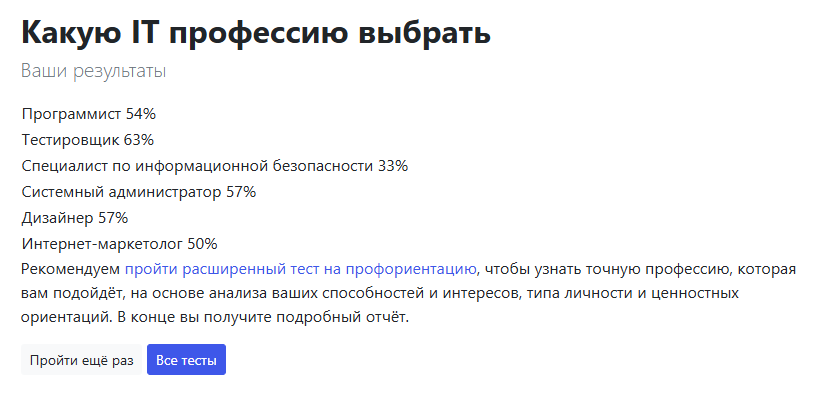 Какую IT профессию выбрать
Ваши результаты
Программист 54%
Тестировщик 63%
Специалист по информационной безопасности 33%
Системный администратор 57%
Дизайнер 57%
Интернет-маркетолог 50%
Рекомендуем пройти расширенный тест на профориентацию, чтобы узнать точную профессию, которая
вам подойдёт, на основе анализа ваших способностей и интересов, типа личности и ценностных
ориентаций. В конце вы получите подробный отчёт.
Пройти ещё раз Все тесты